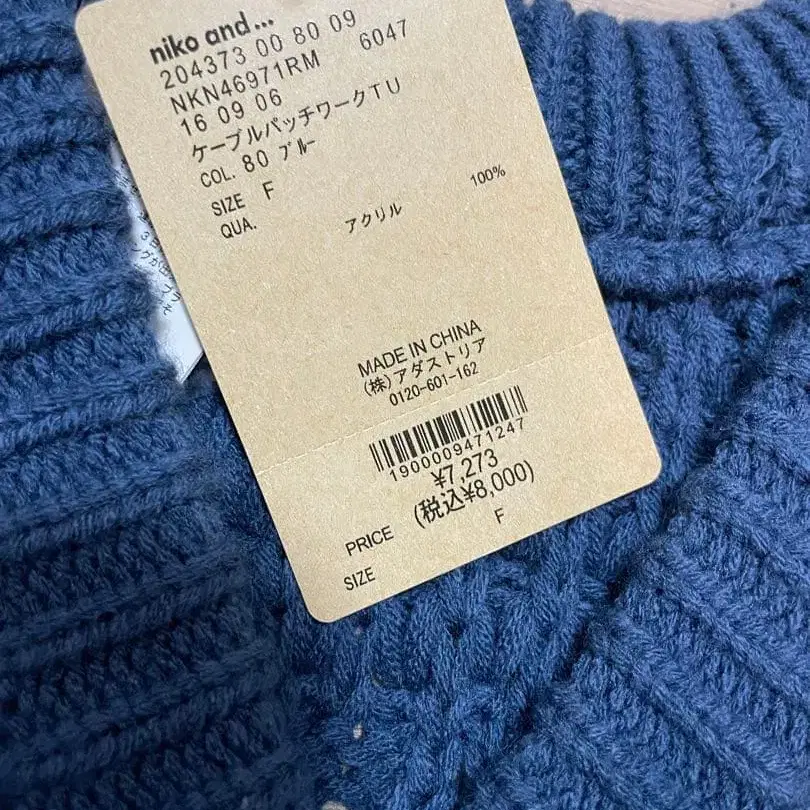 niko and...
204373 00 80 09
NKN46971RM 6047
16 09 06
ケーブルパッチワークTU
COL. 80 ブルー
SIZE F
QUA.
アクリル 100%
MADE IN CHINA
(株)アダストリア
0120-601-162
1900009471247
¥7,273
PRICE (税込¥8,000)
SIZE F